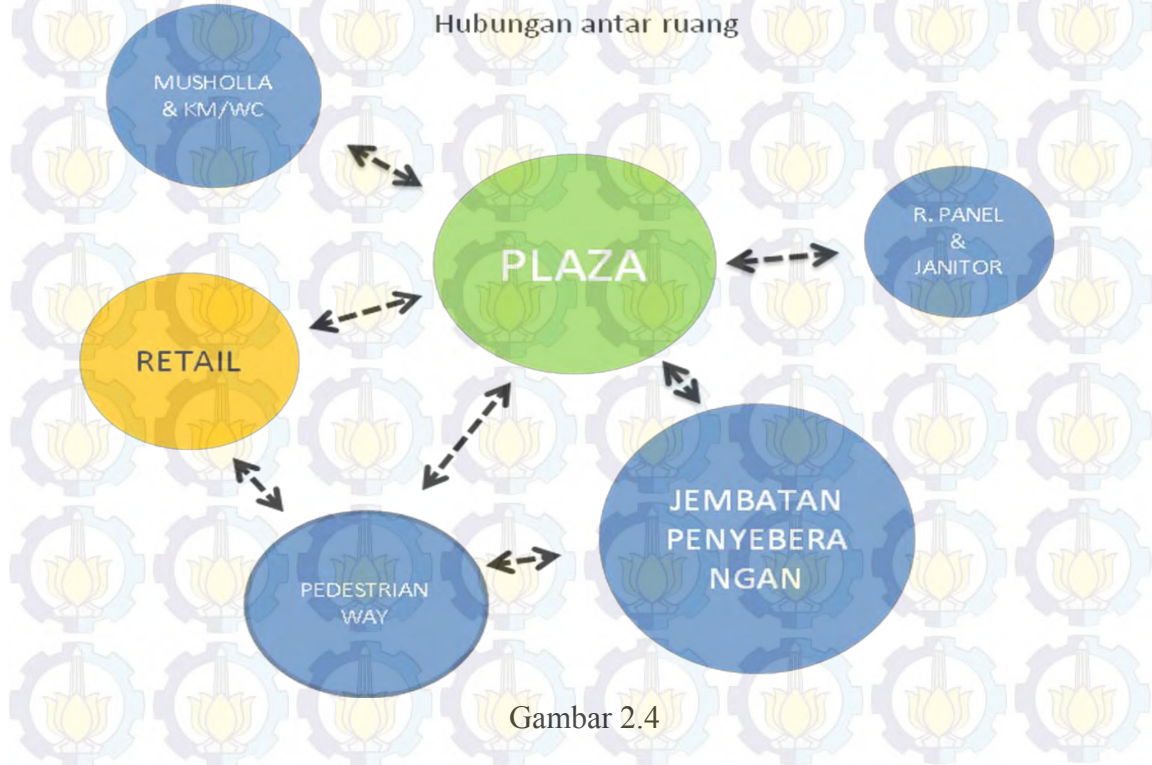 Hubungan antar ruang
MUSHOLLA
& KM/WC
PLAZA
R. PANEL
&
JANITOR
RETAIL
JEMBATAN
PENYEBERA
NGAN
PEDESTRIAN
WAY
Gambar 2.4